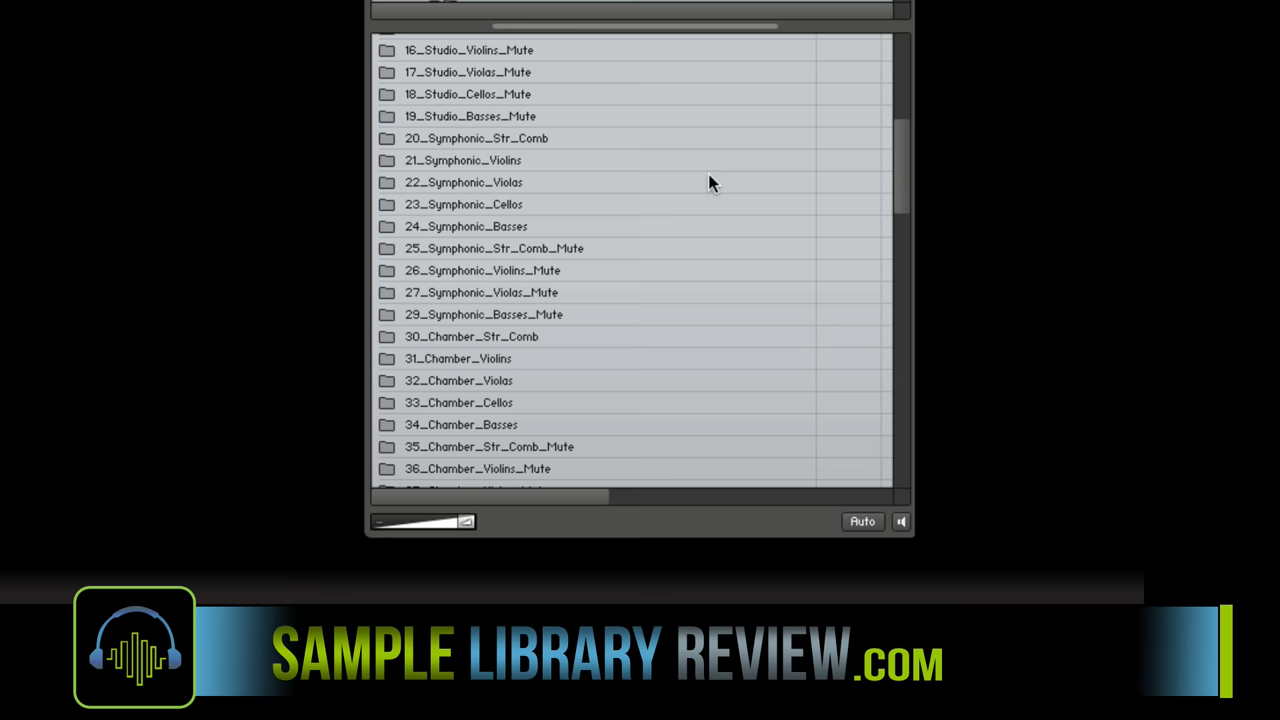 16_Studio_Violins_Mute
17_Studio_Violas_Mute
18_Studio_Cellos_Mute
19_Studio_Basses_Mute
20_Symphonic_Str_Comb
21_Symphonic_Violins
22_Symphonic_Violas
23_Symphonic_Cellos
24_Symphonic_Basses
25_Symphonic_Str_Comb_Mute
26_Symphonic_Violins_Mute
27_Symphonic_Violas_Mute
29_Symphonic_Basses_Mute
30_Chamber_Str_Comb
31_Chamber_Violins
32_Chamber_Violas
33_Chamber_Cellos
34_Chamber_Basses
35_Chamber_Str_Comb_Mute
36_Chamber_Violins_Mute
Auto
SAMPLE LIBRARY REVIEW.COM